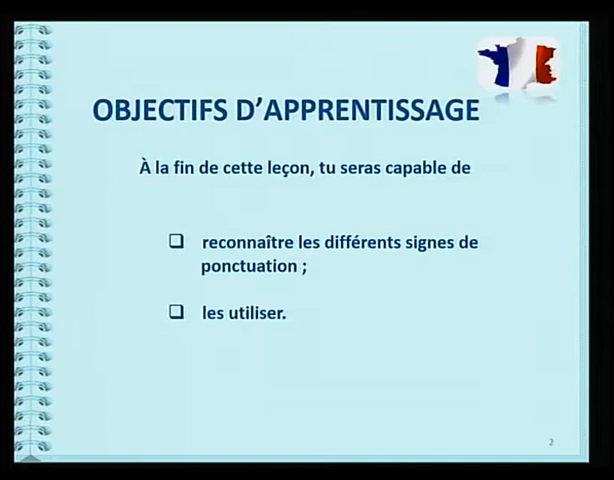 OBJECTIFS D’APPRENTISSAGE
À la fin de cette leçon, tu seras capable de
❑ reconnaître les différents signes de
ponctuation ;
❑ les utiliser.
2